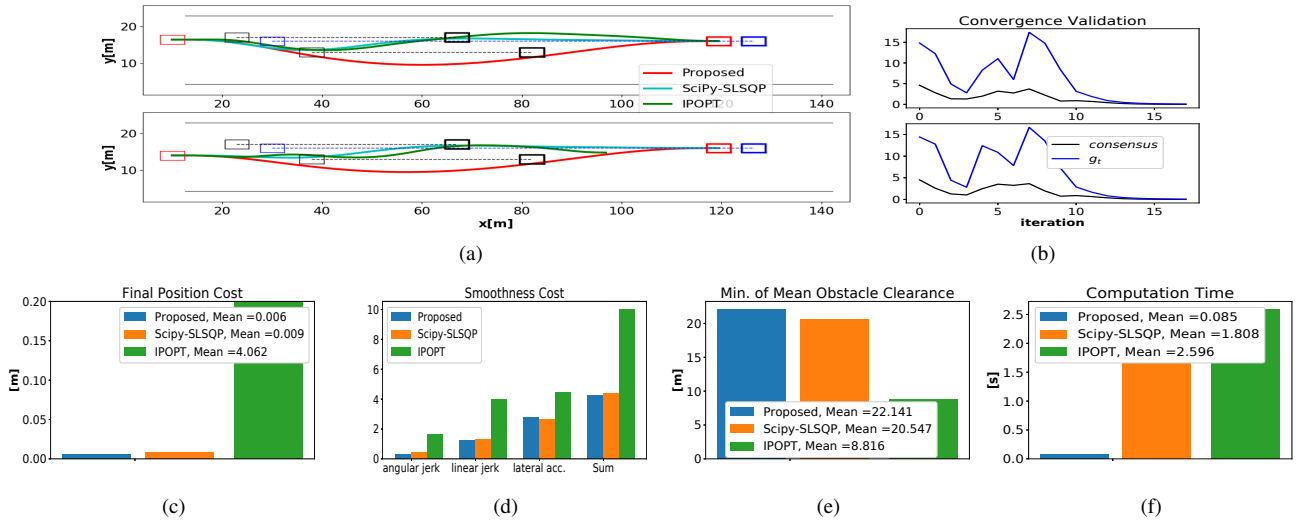 y[m]
20
10
Proposed
SciPy-SLSQP
IPOPT
20
40
60
80
100
120
140
y[m]
20
10
20
40
60
80
100
120
140
x[m]
(a)
Convergence Validation
15
10
5
0
15
10
5
0
consensus
g_t
0
5
10
15
iteration
(b)
Final Position Cost
[m]
0.20
0.15
0.10
0.05
0.00
Proposed, Mean =0.006
Scipy-SLSQP, Mean =0.009
IPOPT, Mean =4.062
(c)
Smoothness Cost
10
8
6
4
2
0
Proposed
Scipy-SLSQP
IPOPT
angular jerk
linear jerk
lateral acc.
Sum
(d)
Min. of Mean Obstacle Clearance
[m]
20
15
10
5
0
Proposed, Mean =22.141
Scipy-SLSQP, Mean =20.547
IPOPT, Mean =8.816
(e)
Computation Time
[s]
2.5
2.0
1.5
1.0
0.5
0.0
Proposed, Mean =0.085
Scipy-SLSQP, Mean =1.808
IPOPT, Mean =2.596
(f)